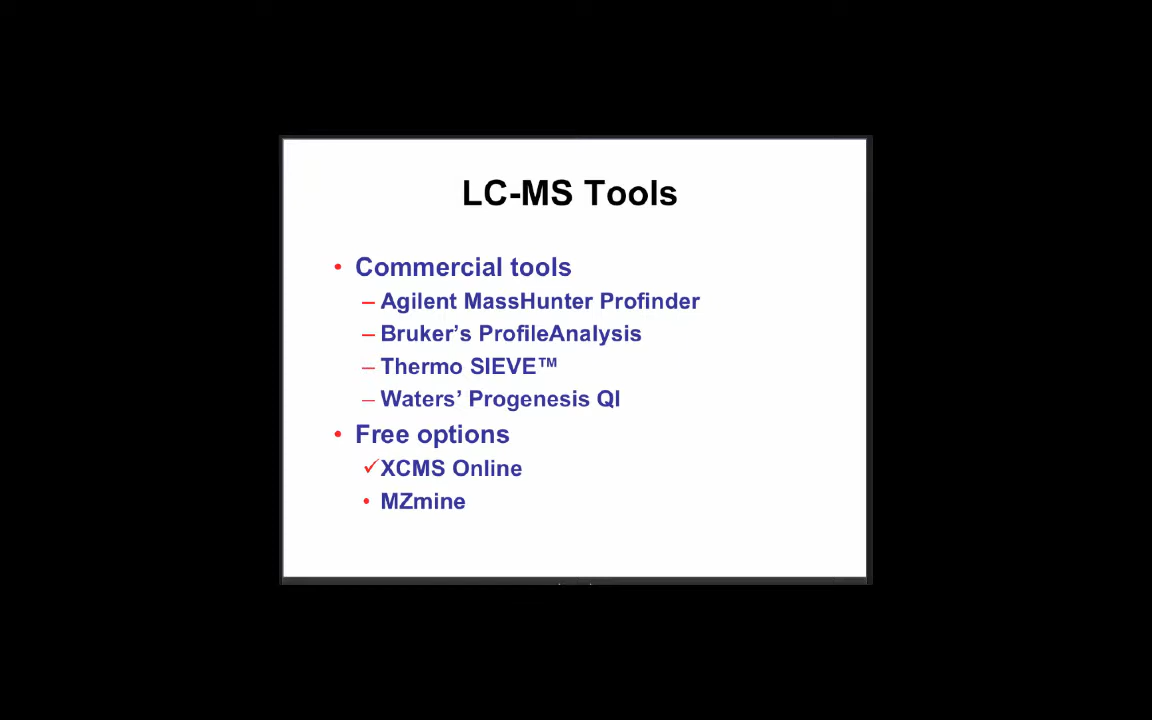 LC-MS Tools
• Commercial tools
– Agilent MassHunter Profinder
– Bruker’s ProfileAnalysis
– Thermo SIEVE™
– Waters’ Progenesis QI
• Free options
✓XCMS Online
• MZmine